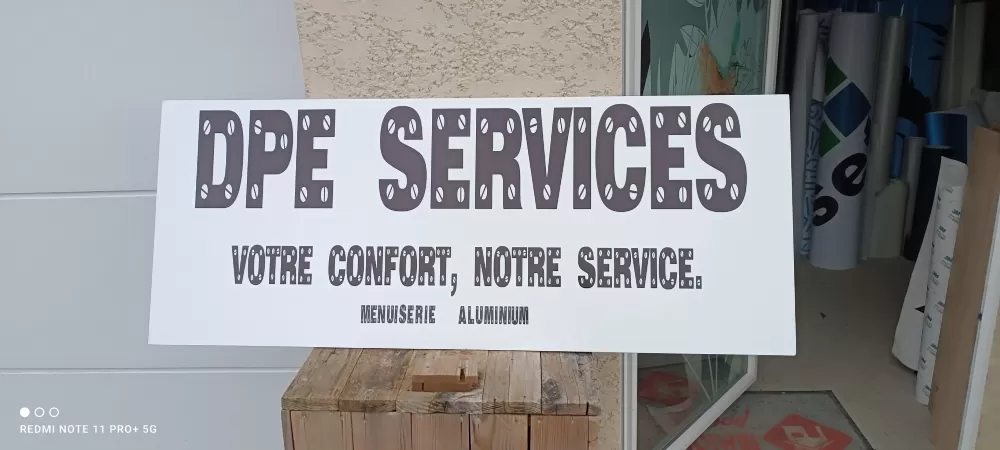 DPE SERVICES
VOTRE CONFORT, NOTRE SERVICE.
MENUISERIE ALUMINIUM
REDMI NOTE 11 PRO+ 5G